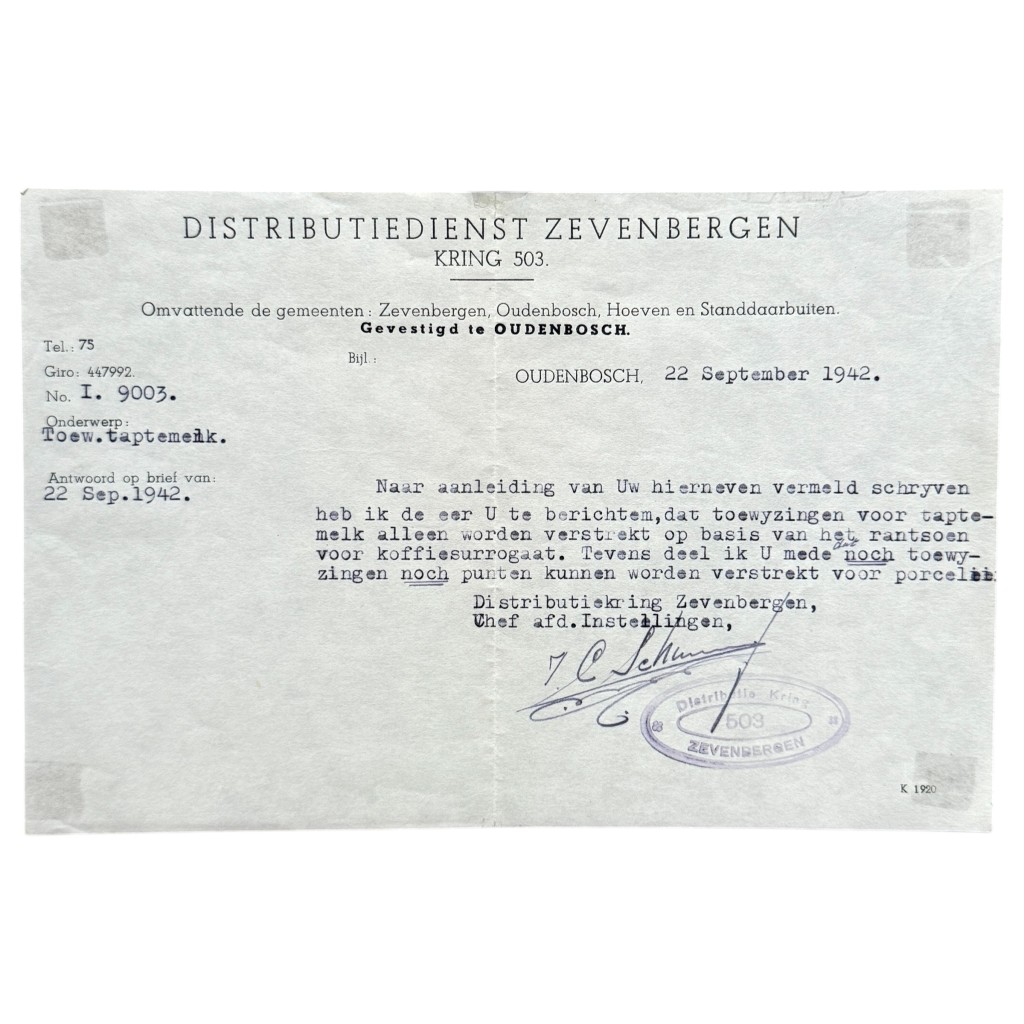 DISTRIBUTIEDIENST ZEVENBERGEN
KRING 503.
Omvattende de gemeenten: Zevenbergen, Oudenbosch, Hoeven en Standdaarbuiten.
Gevestigd te OUDENBOSCH.
Tel.: 75
Bijl.:
Giro: 447992.
OUDENBOSCH, 22 September 1942.
No. I. 9003.
Onderwerp:
Toew.taptemelk.
Antwoord op brief van:
22 Sep.1942.
Naar aanleiding van Uw hierneven vermeld schryven
heb ik de eer U te berichtem,dat toewyzingen voor tapte-
melk alleen worden verstrekt op basis van het rantsoen
voor koffiesurrogaat. Tevens deel ik U mede dat noch toewy-
zingen noch punten kunnen worden verstrekt voor porcelein
Distributiekring Zevenbergen,
Chef afd.Instellingen,
Distributie Kring
503
ZEVENBERGEN
K 1920